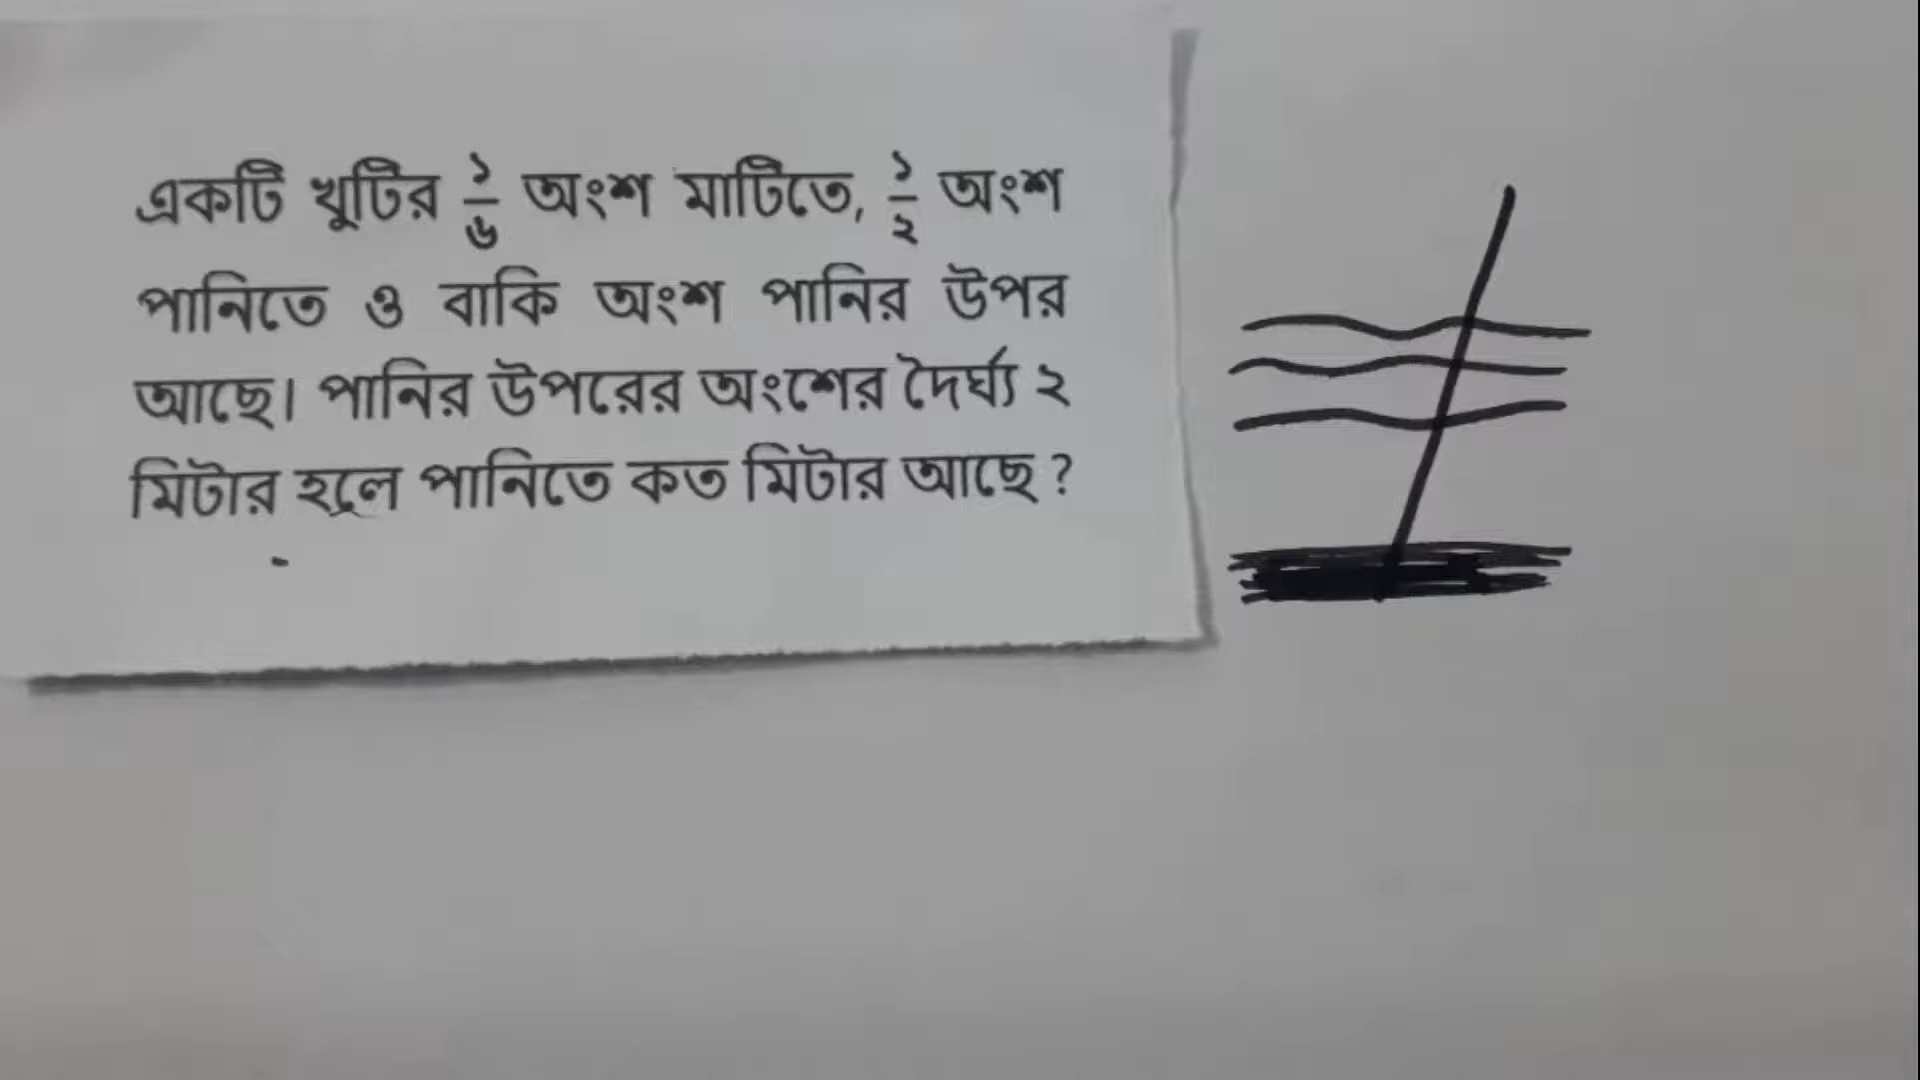 একটি খুটির ১/৬ অংশ মাটিতে, ১/২ অংশ
পানিতে ও বাকি অংশ পানির উপর
আছে। পানির উপরের অংশের দৈর্ঘ্য ২
মিটার হলে পানিতে কত মিটার আছে?